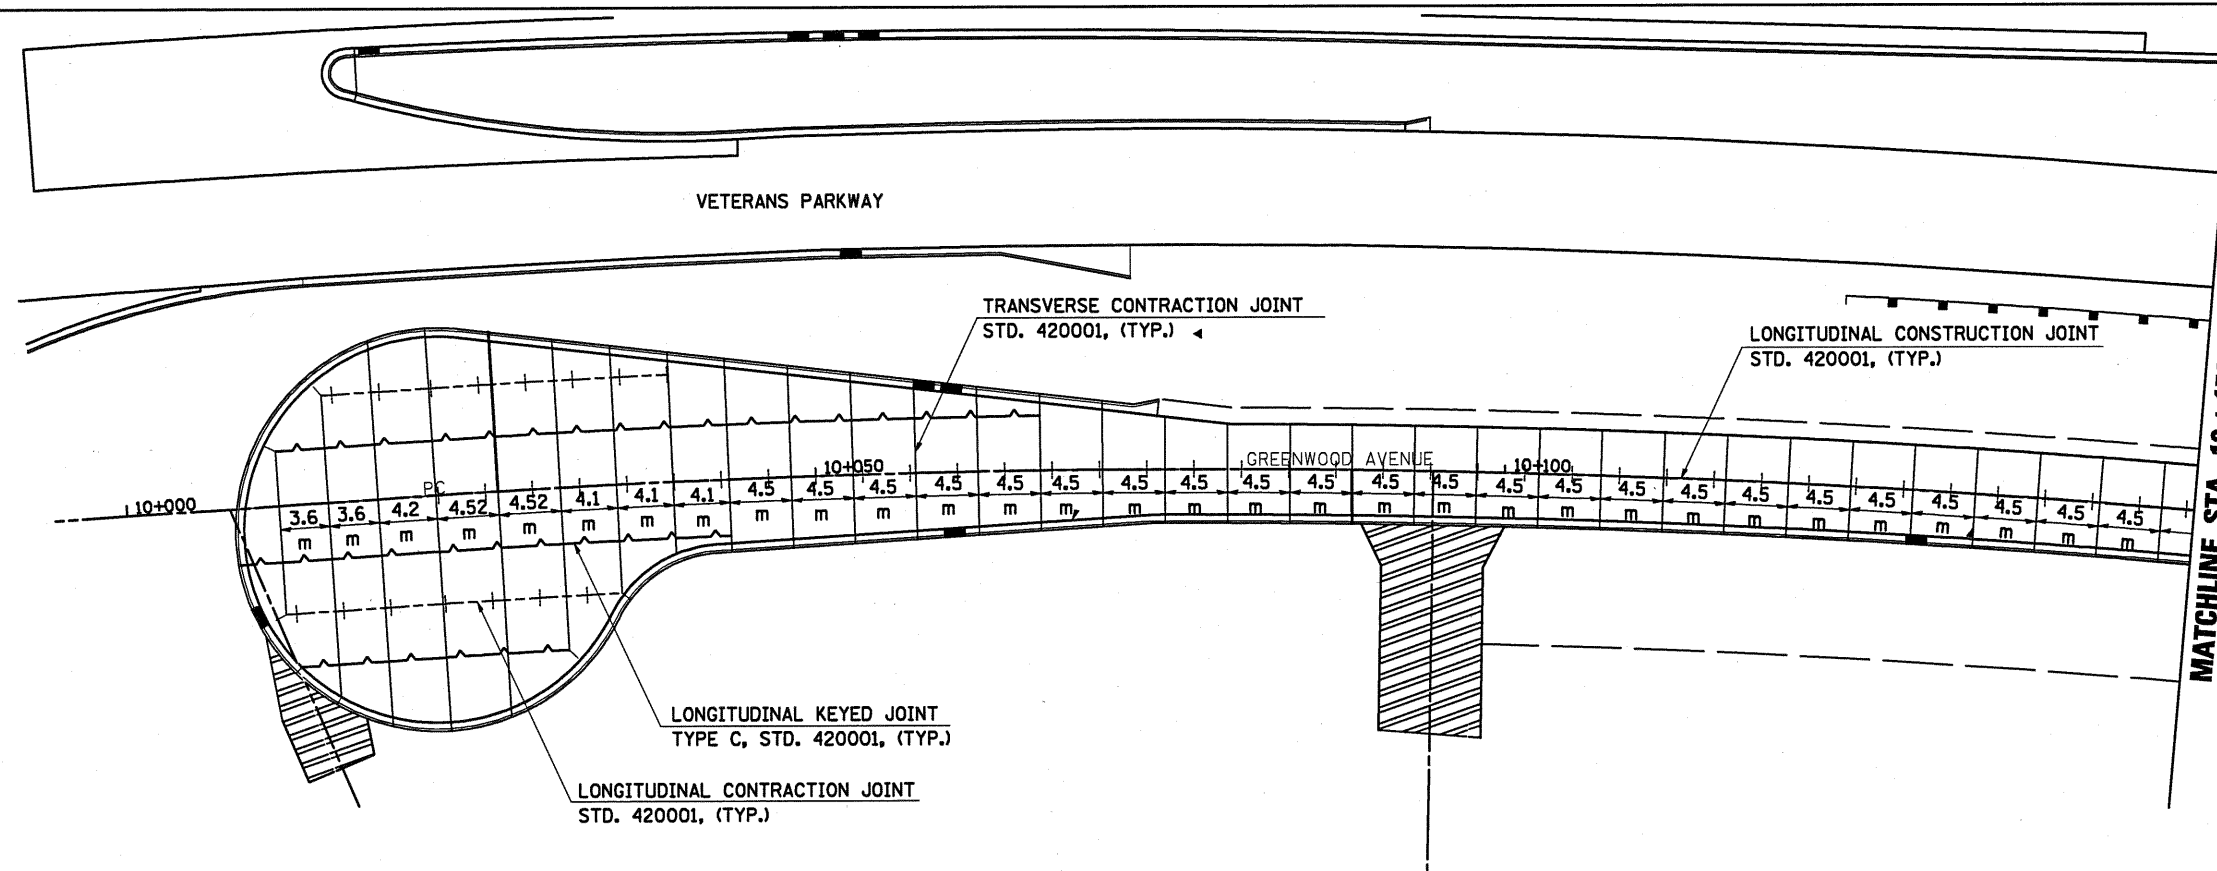 VETERANS PARKWAY
TRANSVERSE CONTRACTION JOINT
STD. 420001, (TYP.)
LONGITUDINAL CONSTRUCTION JOINT
STD. 420001, (TYP.)
10+000
PC
10+050
GREENWOOD AVENUE
10+100
3.6 3.6 4.2 4.52 4.52 4.1 4.1 4.1 4.5 4.5 4.5 4.5 4.5 4.5 4.5 4.5 4.5 4.5 4.5 4.5 4.5 4.5 4.5 4.5 4.5 4.5 4.5 4.5 4.5 4.5 4.5
m m m m m m m m m m m m m m m m m m m m m m m m m m m m m m m
LONGITUDINAL KEYED JOINT
TYPE C, STD. 420001, (TYP.)
LONGITUDINAL CONTRACTION JOINT
STD. 420001, (TYP.)
MATCHLINE STA.